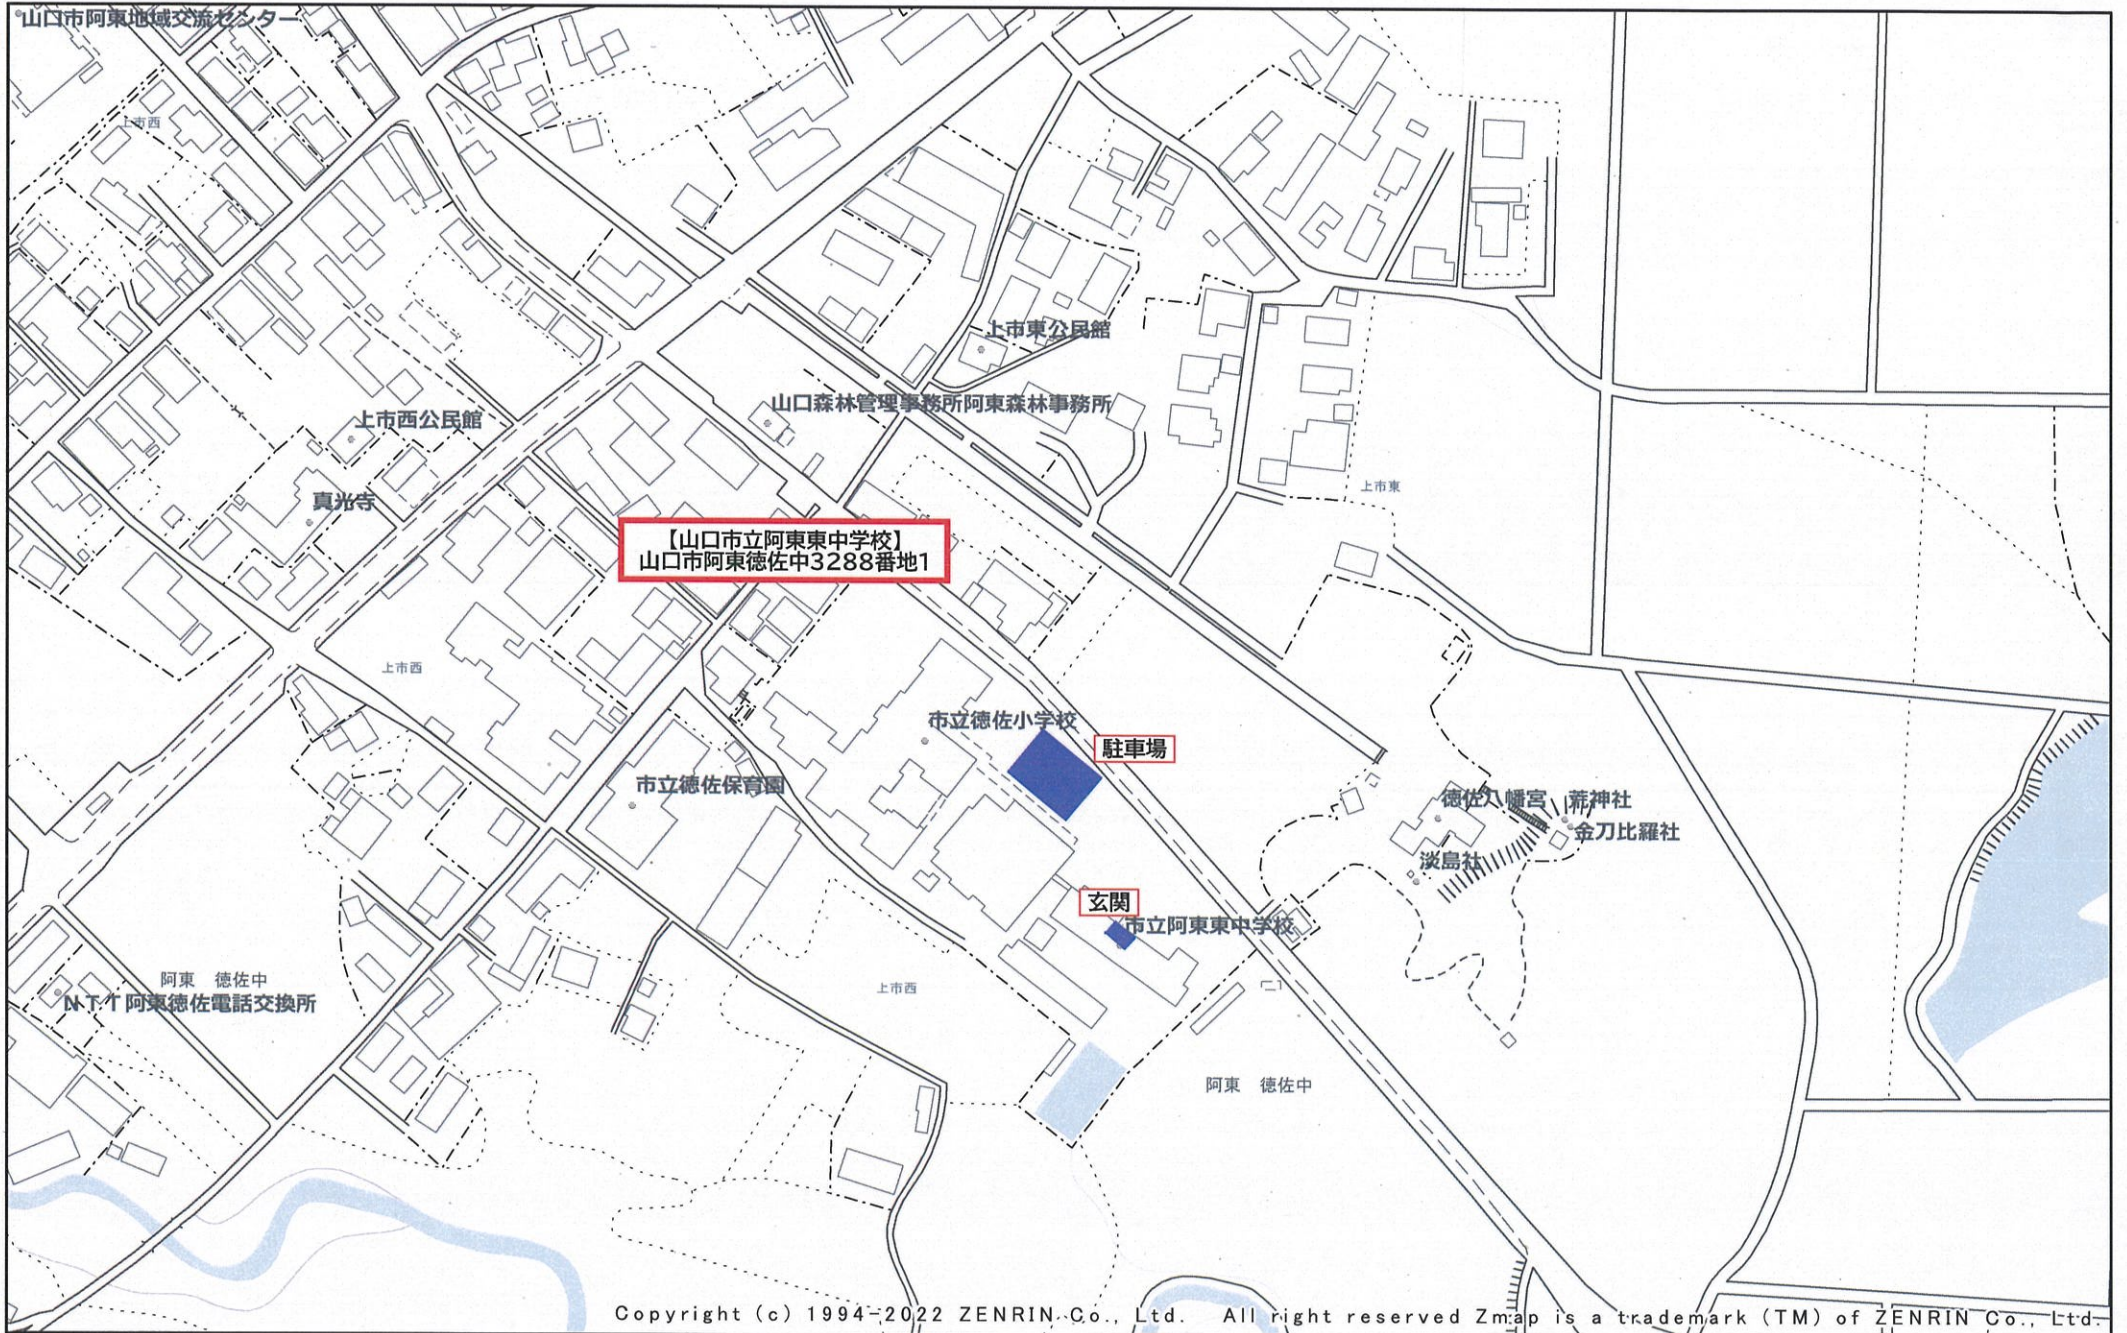 山口市阿東地域交流センター
上市西
上市東公民館
山口森林管理事務所阿東森林事務所
上市西公民館
上市東
真光寺
【山口市立阿東東中学校】
山口市阿東徳佐中3288番地1
上市西
市立徳佐小学校
駐車場
市立徳佐保育園
徳佐八幡宮
荒神社
金刀比羅社
淡島社
玄関
市立阿東東中学校
阿東 徳佐中
NTT阿東徳佐電話交換所
上市西
阿東 徳佐中
Copyright (c) 1994-2022 ZENRIN Co., Ltd. All right reserved Zmap is a trademark (TM) of ZENRIN Co., Ltd.